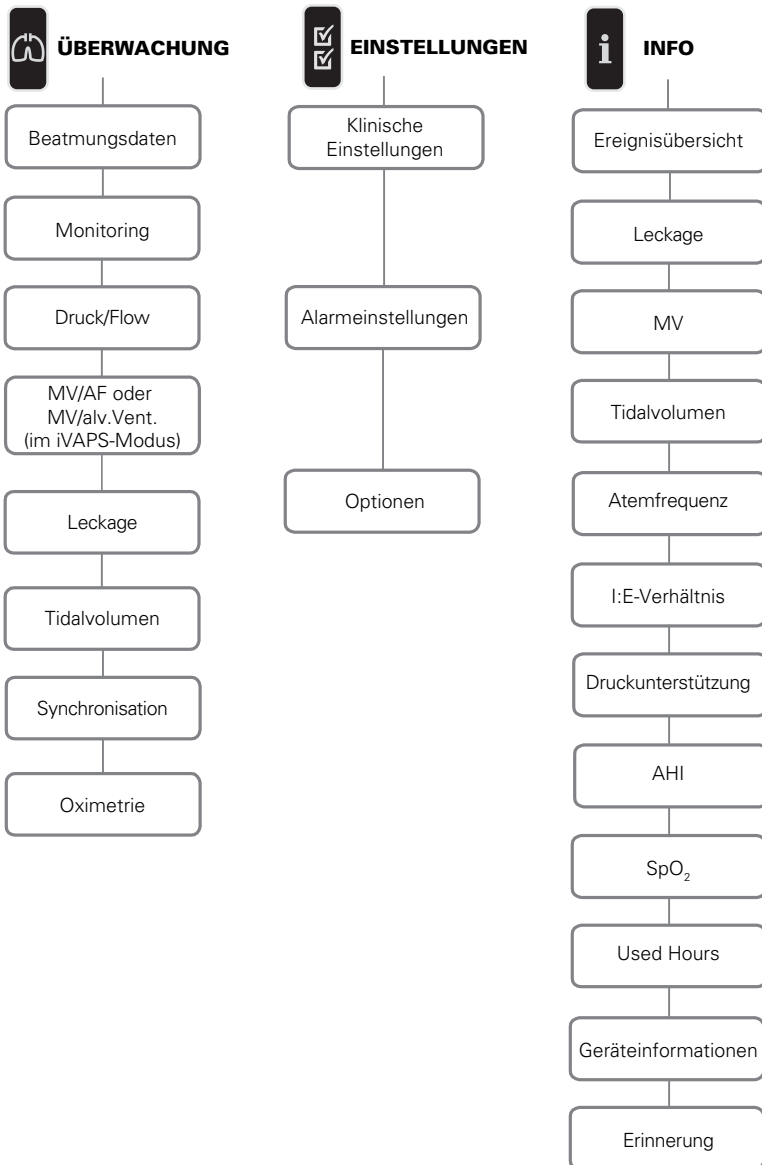 ÜBERWACHUNG
Beatmungsdaten
Monitoring
Druck/Flow
MV/AF oder
MV/alv.Vent.
(im iVAPS-Modus)
Leckage
Tidalvolumen
Synchronisation
Oximetrie
EINSTELLUNGEN
Klinische
Einstellungen
Alarmeinstellungen
Optionen
i
INFO
Ereignisübersicht
Leckage
MV
Tidalvolumen
Atemfrequenz
I:E-Verhältnis
Druckunterstützung
AHI
SpO₂
Used Hours
Geräteinformationen
Erinnerung